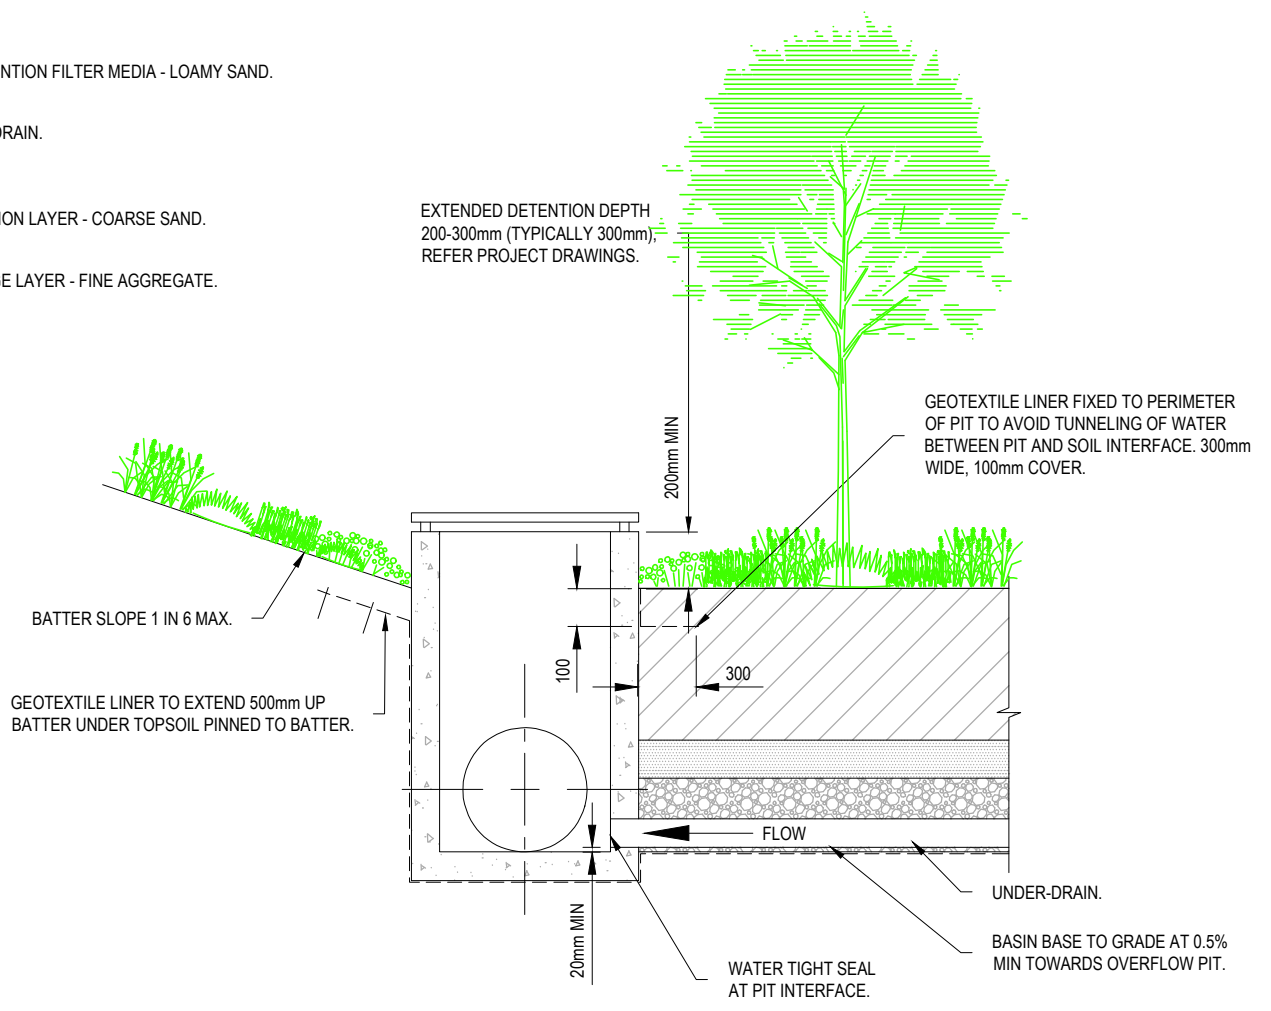 NTION FILTER MEDIA - LOAMY SAND.
DRAIN.
ION LAYER - COARSE SAND.
GE LAYER - FINE AGGREGATE.
EXTENDED DETENTION DEPTH
200-300mm (TYPICALLY 300mm),
REFER PROJECT DRAWINGS.
200mm MIN
GEOTEXTILE LINER FIXED TO PERIMETER
OF PIT TO AVOID TUNNELING OF WATER
BETWEEN PIT AND SOIL INTERFACE. 300mm
WIDE, 100mm COVER.
BATTER SLOPE 1 IN 6 MAX.
100
300
GEOTEXTILE LINER TO EXTEND 500mm UP
BATTER UNDER TOPSOIL PINNED TO BATTER.
FLOW
UNDER-DRAIN.
20mm MIN
BASIN BASE TO GRADE AT 0.5%
MIN TOWARDS OVERFLOW PIT.
WATER TIGHT SEAL
AT PIT INTERFACE.